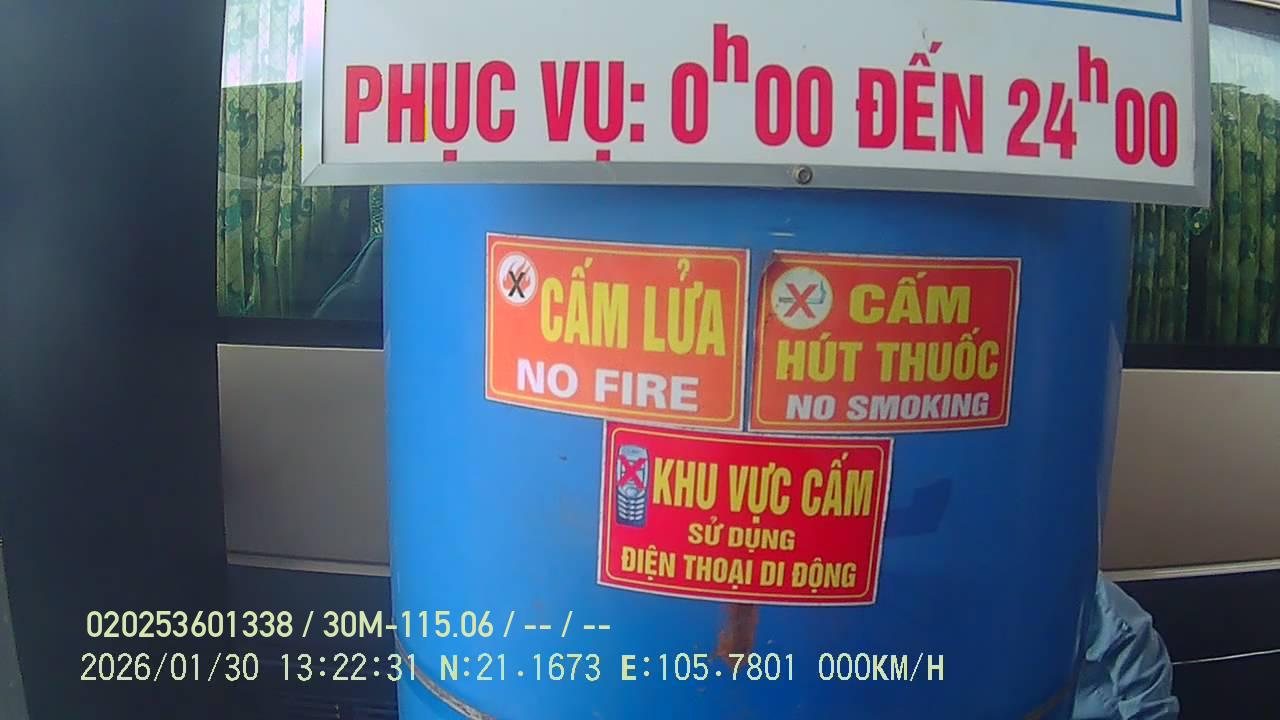 PHỤC VỤ: 0h00 ĐẾN 24h00
CẤM LỬA
NO FIRE
CẤM
HÚT THUỐC
NO SMOKING
KHU VỰC CẤM
SỬ DỤNG
ĐIỆN THOẠI DI ĐỘNG
020253601338 / 30M-115.06 / -- / --
2026/01/30 13:22:31 N:21.1673 E:105.7801 000KM/H